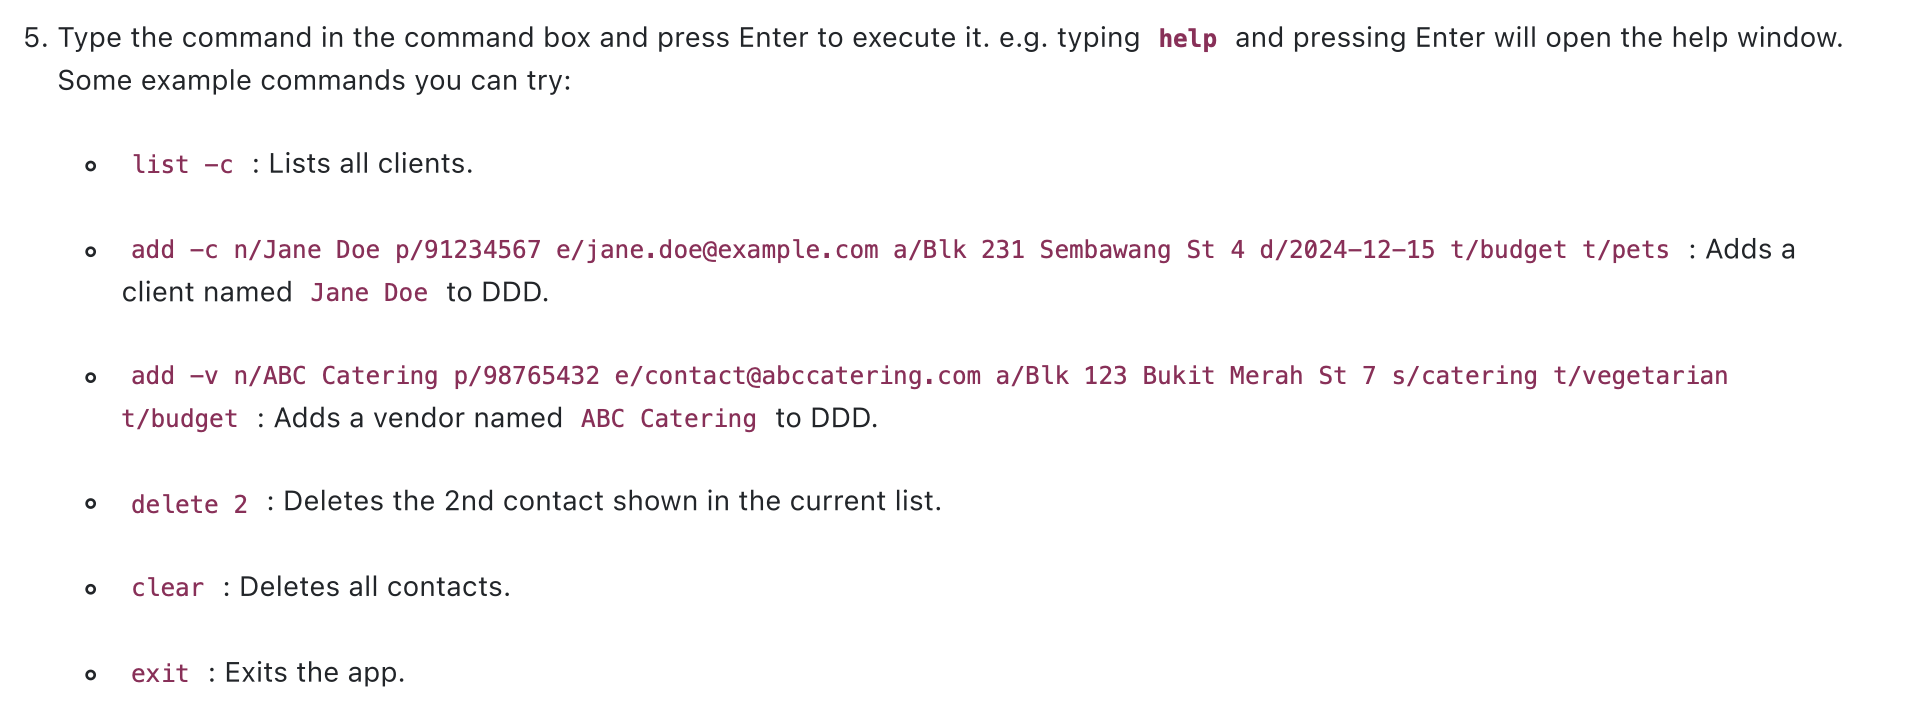 5. Type the command in the command box and press Enter to execute it. e.g. typing help and pressing Enter will open the help window.
Some example commands you can try:
list -c : Lists all clients.
add -c n/Jane Doe p/91234567 e/jane.doe@example.com a/Blk 231 Sembawang St 4 d/2024-12-15 t/budget t/pets : Adds a
client named Jane Doe to DDD.
add -v n/ABC Catering p/98765432 e/contact@abccatering.com a/Blk 123 Bukit Merah St 7 s/catering t/vegetarian
t/budget : Adds a vendor named ABC Catering to DDD.
delete 2 : Deletes the 2nd contact shown in the current list.
clear : Deletes all contacts.
exit : Exits the app.